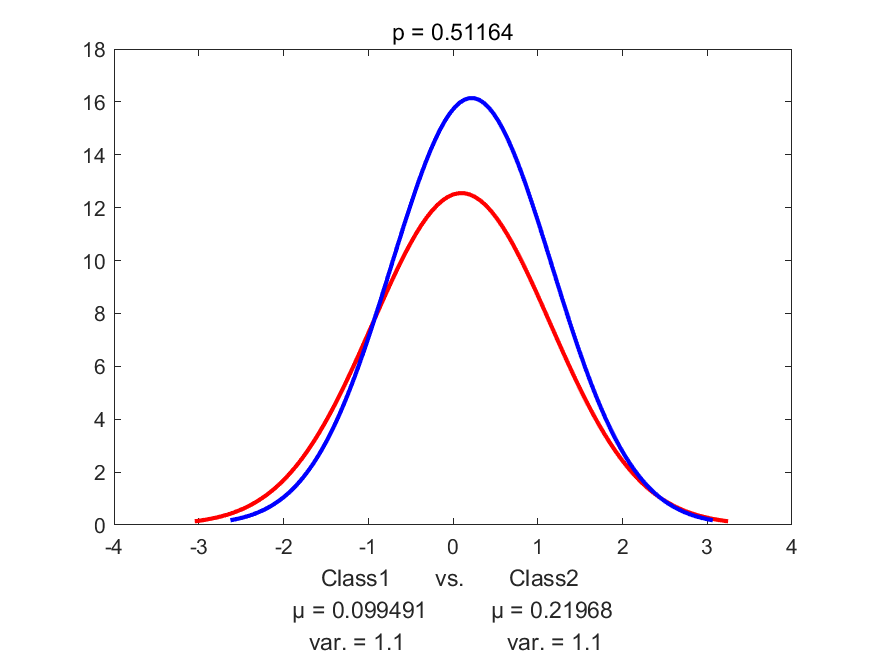 p = 0.51164
18
16
14
12
10
8
6
4
2
0
-4 -3 -2 -1 0 1 2 3 4
Class1 vs. Class2
μ = 0.099491 μ = 0.21968
var. = 1.1 var. = 1.1